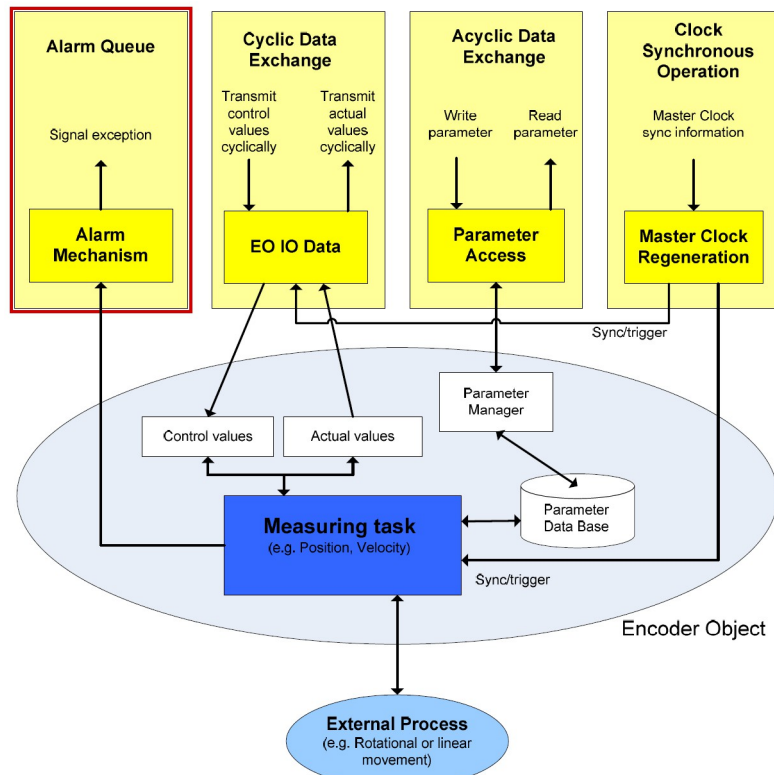 Alarm Queue
Signal exception
Alarm
Mechanism
Cyclic Data
Exchange
Transmit
control
values
cyclically
Transmit
actual
values
cyclically
EO IO Data
Acyclic Data
Exchange
Write
parameter
Read
parameter
Parameter
Access
Clock
Synchronous
Operation
Master Clock
sync information
Master Clock
Regeneration
Sync/trigger
Control values
Actual values
Parameter
Manager
Parameter
Data Base
Measuring task
(e.g. Position, Velocity)
Sync/trigger
Encoder Object
External Process
(e.g. Rotational or linear
movement)